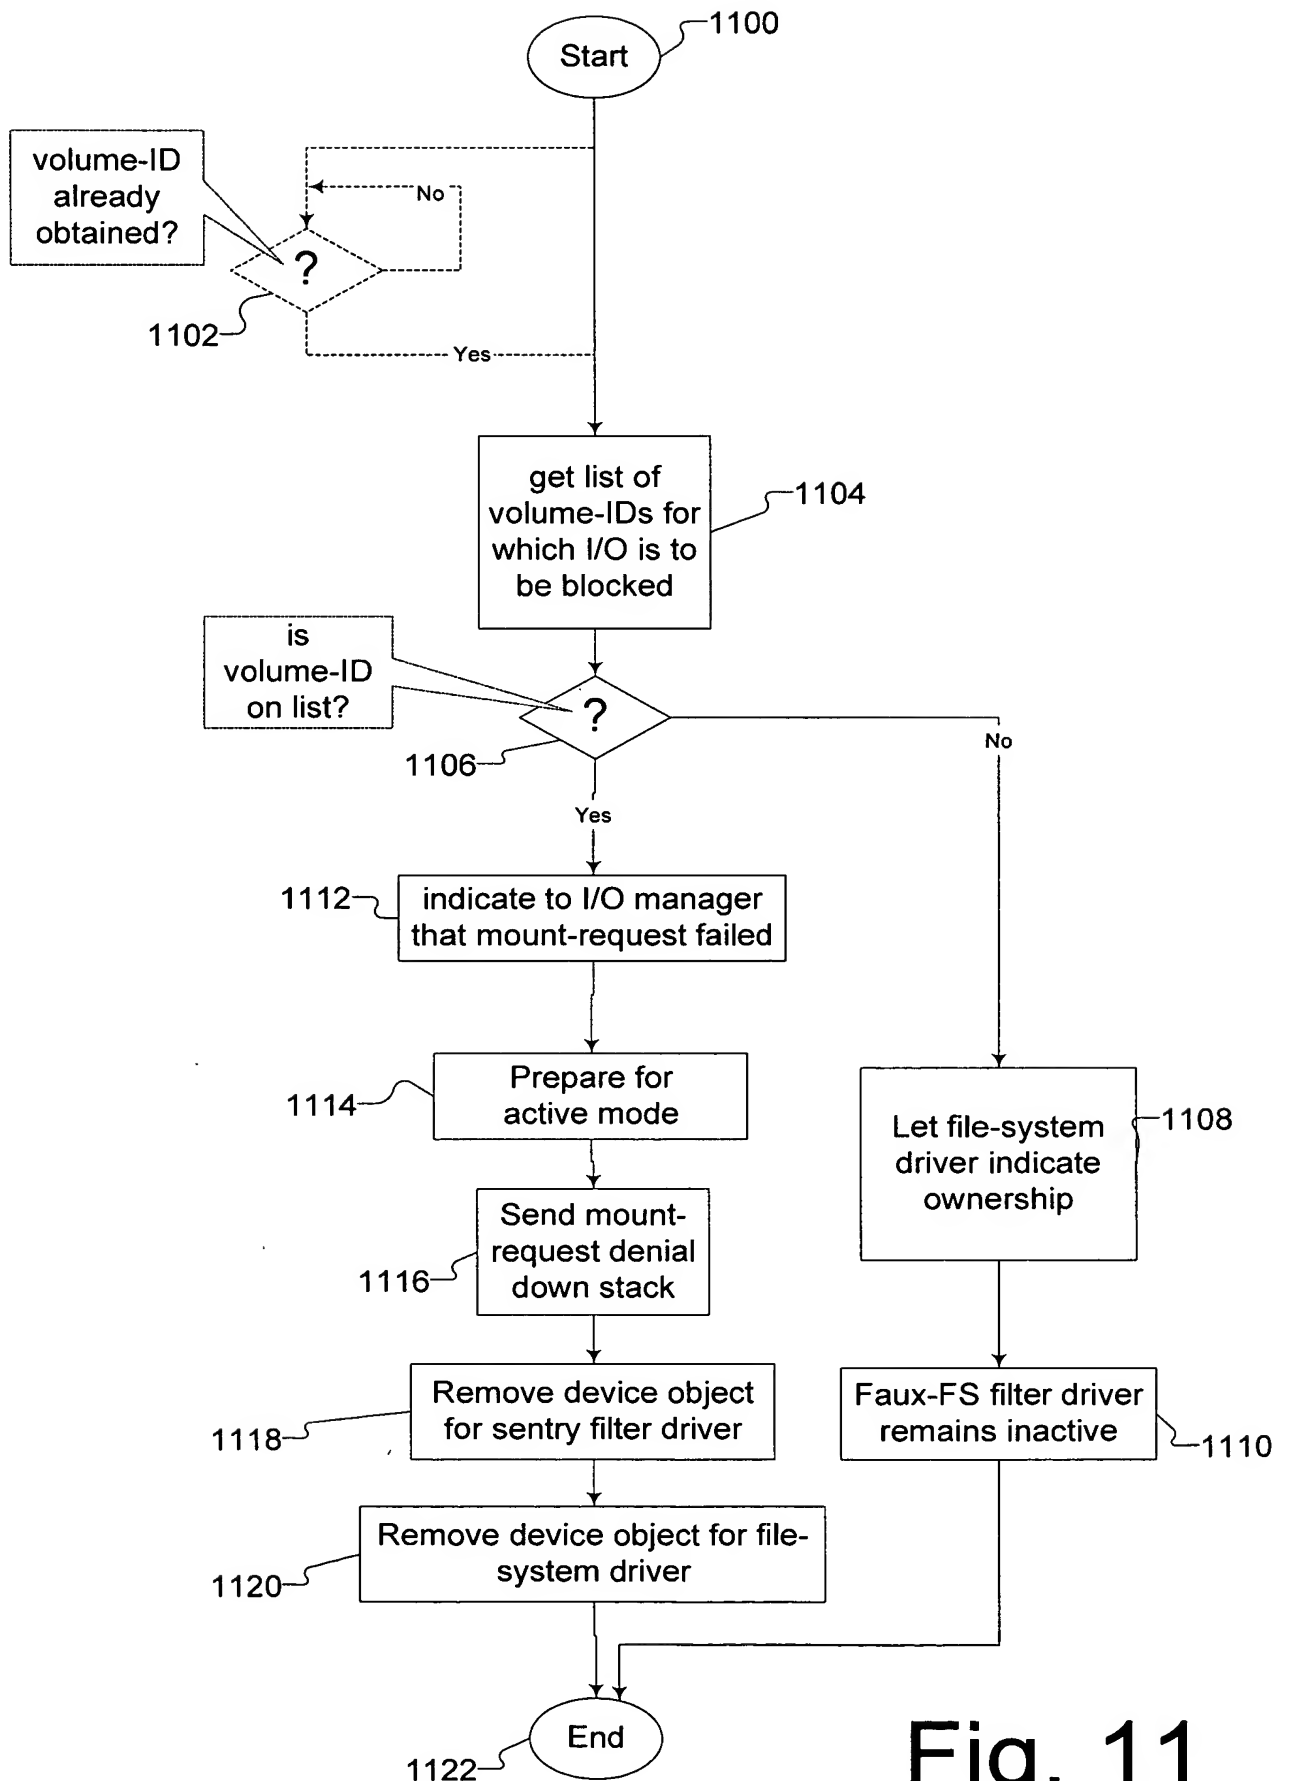 1100
Start
volume-ID
already
obtained?
No
?
1102
Yes
get list of
volume-IDs for
which I/O is to
be blocked
1104
is
volume-ID
on list?
?
1106
No
Yes
1112
indicate to I/O manager
that mount-request failed
1114
Prepare for
active mode
Let file-system
driver indicate
ownership
1108
Send mount-
request denial
down stack
1116
Remove device object
for sentry filter driver
1118
Faux-FS filter driver
remains inactive
1110
Remove device object for file-
system driver
1120
End
1122
Fig. 11